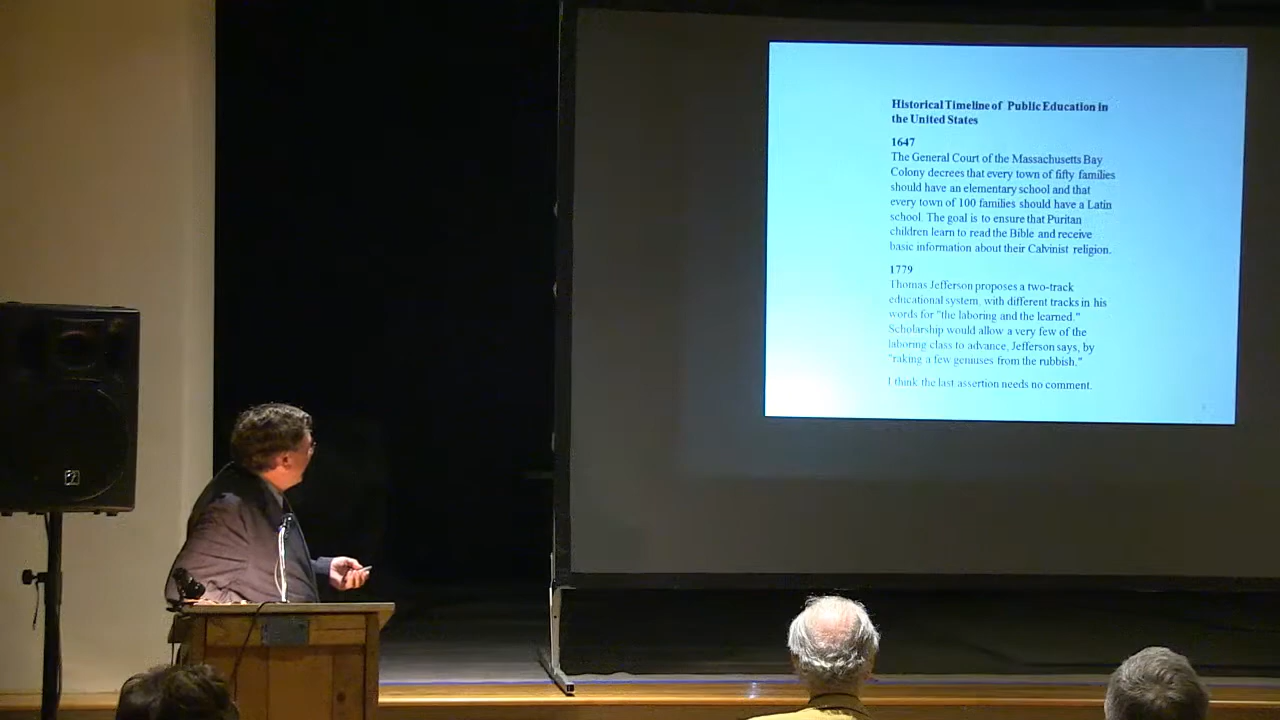 Historical Timeline of Public Education in
the United States
1647
The General Court of the Massachusetts Bay
Colony decrees that every town of fifty families
should have an elementary school and that
every town of 100 families should have a Latin
school. The goal is to ensure that Puritan
children learn to read the Bible and receive
basic information about their Calvinist religion.
1779
Thomas Jefferson proposes a two-track
educational system, with different tracks in his
words for "the laboring and the learned."
Scholarship would allow a very few of the
laboring class to advance, Jefferson says, by
"raking a few geniuses from the rubbish."
I think the last assertion needs no comment.